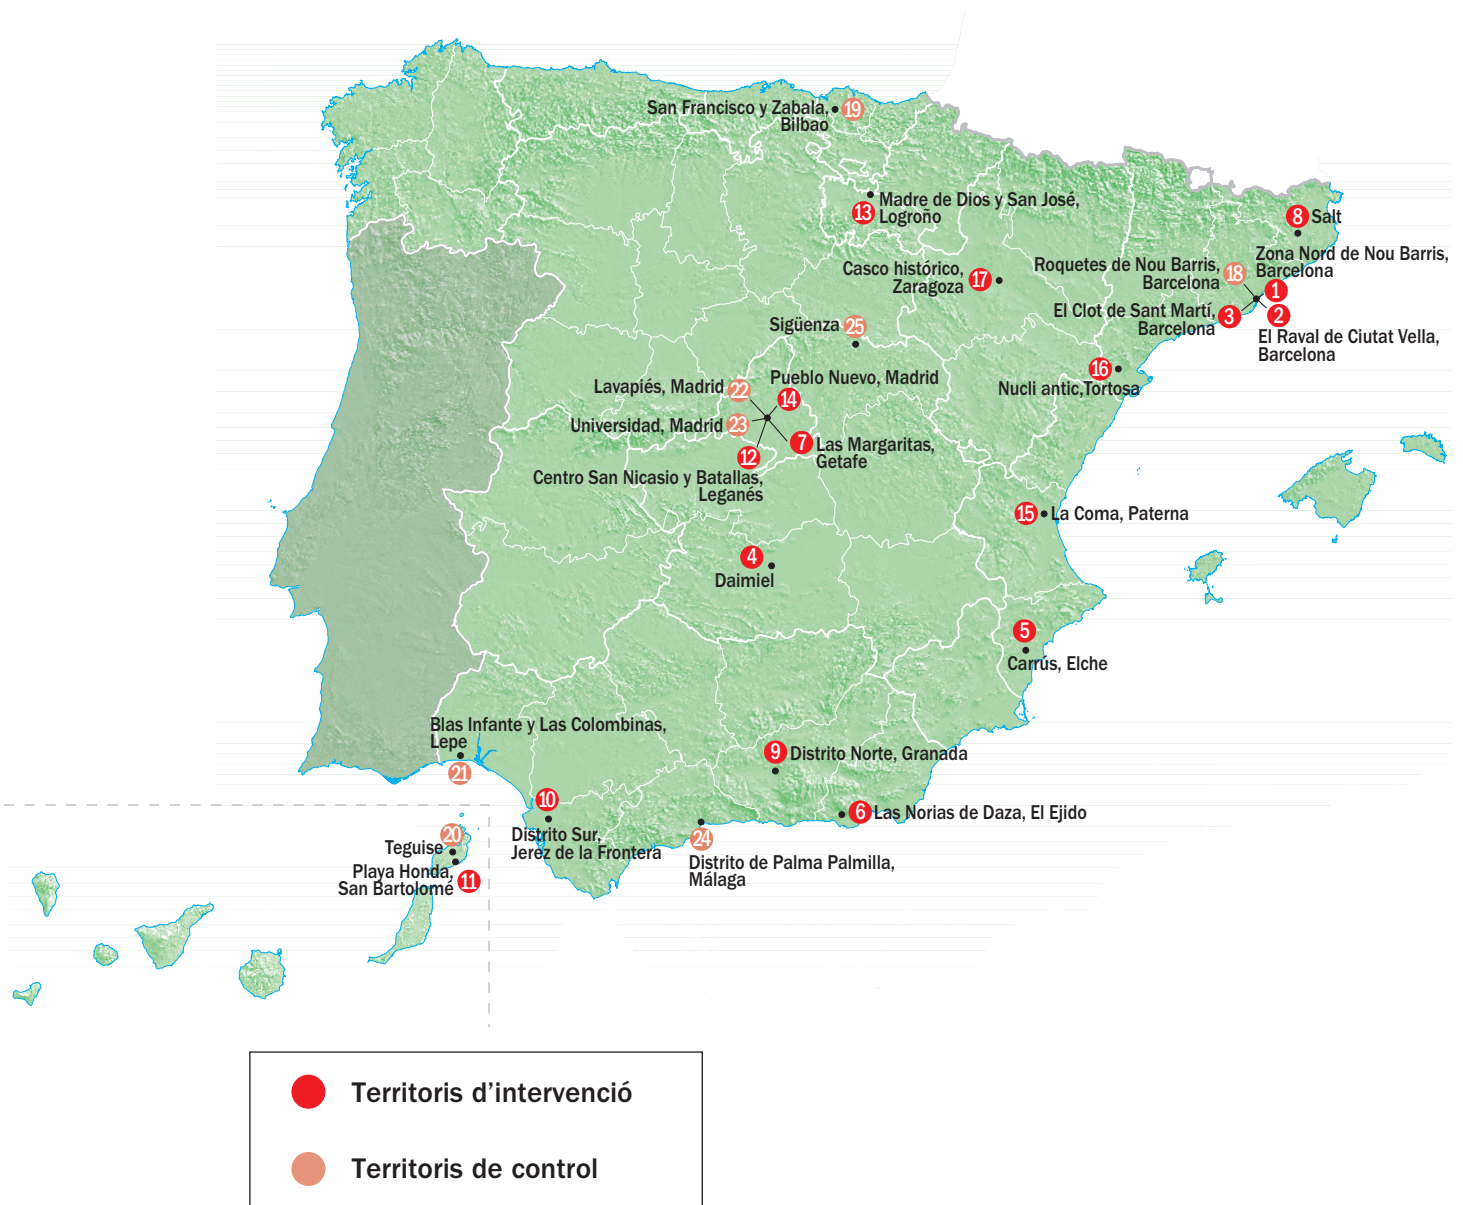 San Francisco y Zabala,
Bilbao
19
Madre de Dios y San José,
Logroño
13
8
Salt
Zona Nord de Nou Barris,
Barcelona
1
Roquetes de Nou Barris,
Barcelona
18
Casco histórico,
Zaragoza
17
El Clot de Sant Martí,
Barcelona
3
2
El Raval de Ciutat Vella,
Barcelona
Sigüenza
25
16
Nucli antic,Tortosa
Lavapiés, Madrid
22
Pueblo Nuevo, Madrid
14
Universidad, Madrid
23
7
Las Margaritas,
Getafe
12
Centro San Nicasio y Batallas,
Leganés
15
La Coma, Paterna
4
Daimiel
5
Carrús, Elche
Blas Infante y Las Colombinas,
Lepe
21
9
Distrito Norte, Granada
10
Distrito Sur,
Jerez de la Frontera
6
Las Norias de Daza, El Ejido
24
Distrito de Palma Palmilla,
Málaga
20
Teguise
Playa Honda,
San Bartolomé
11
Territoris d’intervenció
Territoris de control